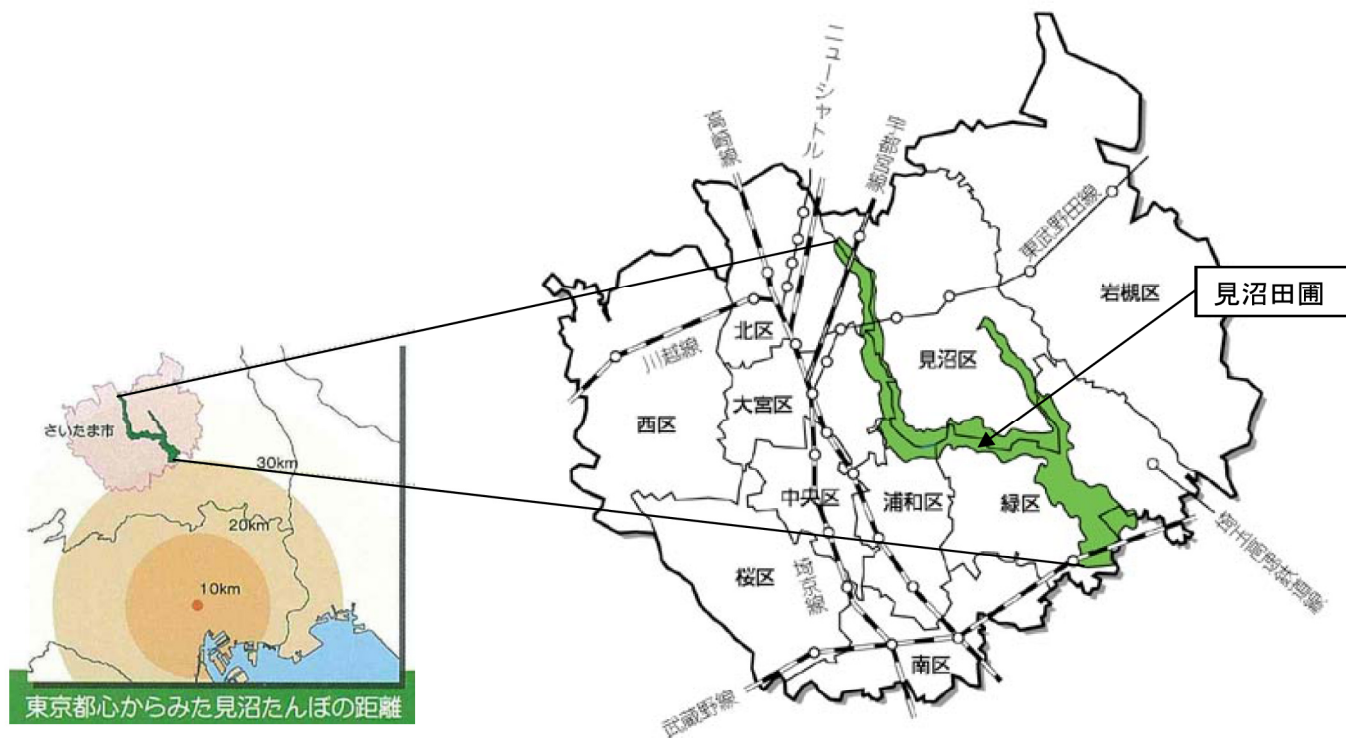 ニューシャトル
高崎線
宇都宮線
東武野田線
岩槻区
見沼田圃
北区
川越線
見沼区
大宮区
西区
さいたま市
30km
中央区
浦和区
緑区
20km
埼玉高速鉄道線
桜区
埼京線
10km
南区
武蔵野線
東京都心からみた見沼たんぼの距離